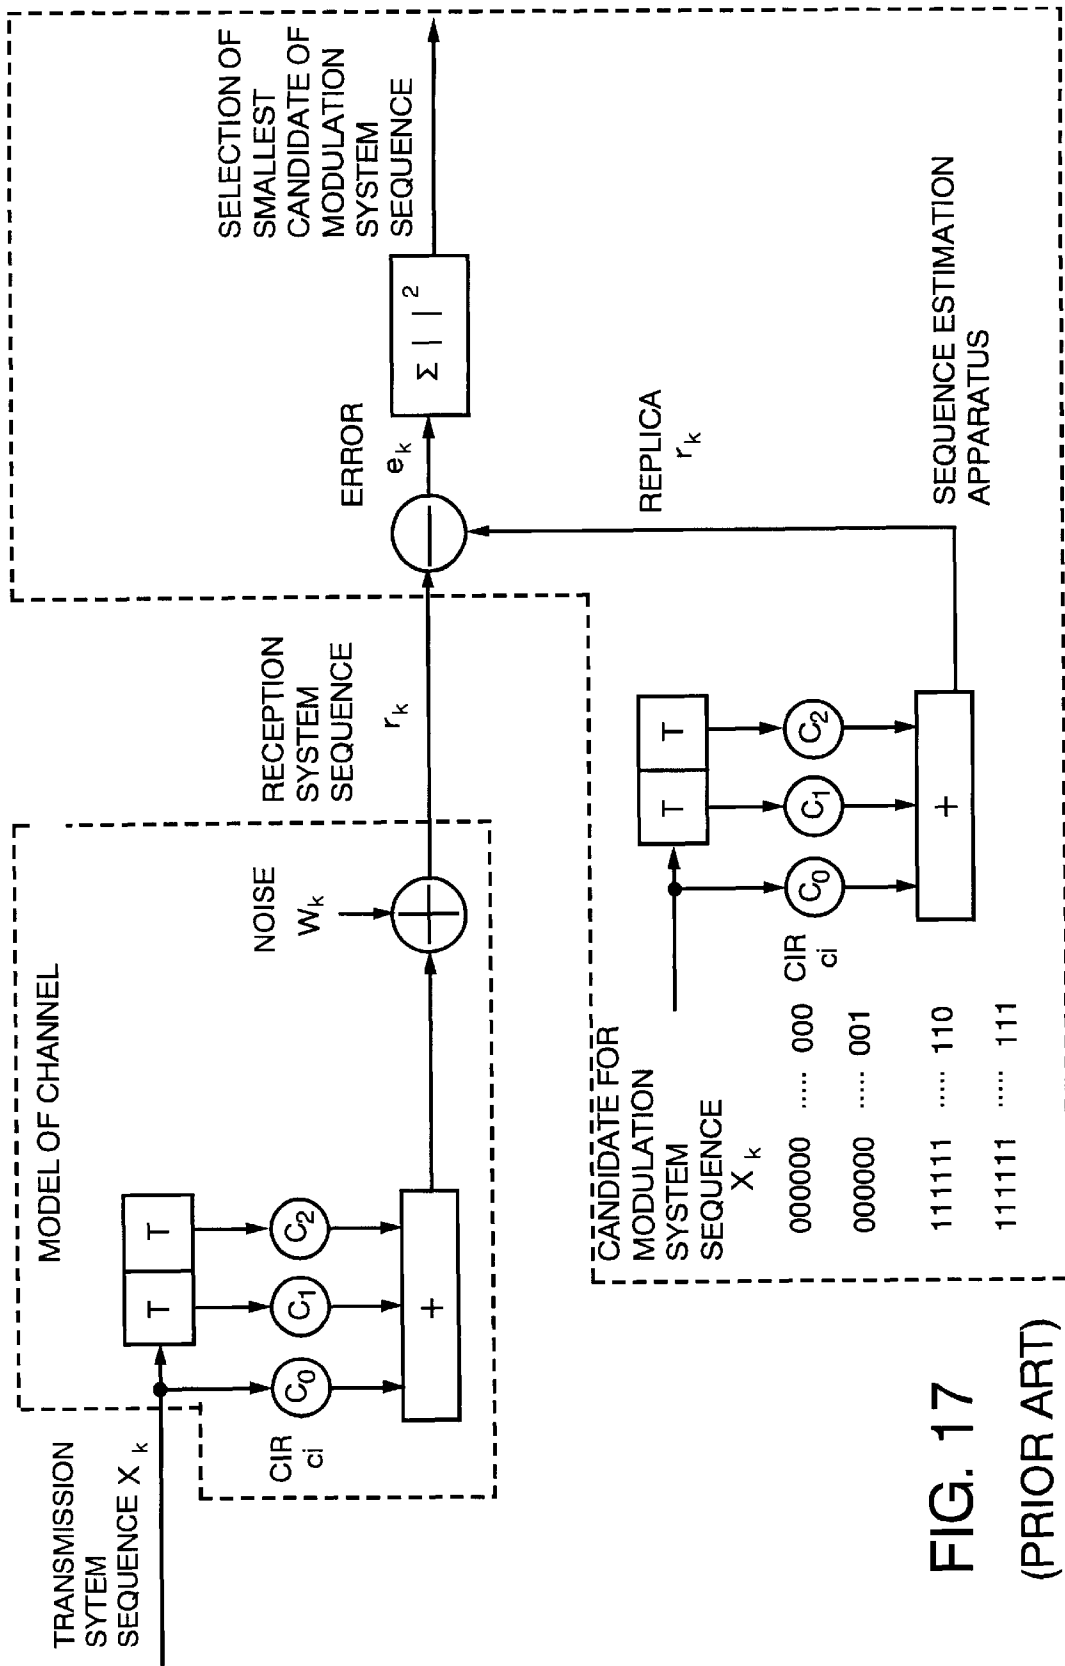 TRANSMISSION
SYTEM
SEQUENCE X k
MODEL OF CHANNEL
T T
CIR
ci
C0 C1 C2
+
NOISE
Wk
RECEPTION
SYSTEM
SEQUENCE
rk
ERROR
ek
Σ | | 2
SELECTION OF
SMALLEST
CANDIDATE OF
MODULATION
SYSTEM
SEQUENCE
REPLICA
rk
CANDIDATE FOR
MODULATION
SYSTEM
SEQUENCE
X k
000000 ..... 000
000000 ..... 001
111111 ..... 110
111111 ..... 111
T T
CIR
ci
C0 C1 C2
+
SEQUENCE ESTIMATION
APPARATUS
FIG. 17
(PRIOR ART)